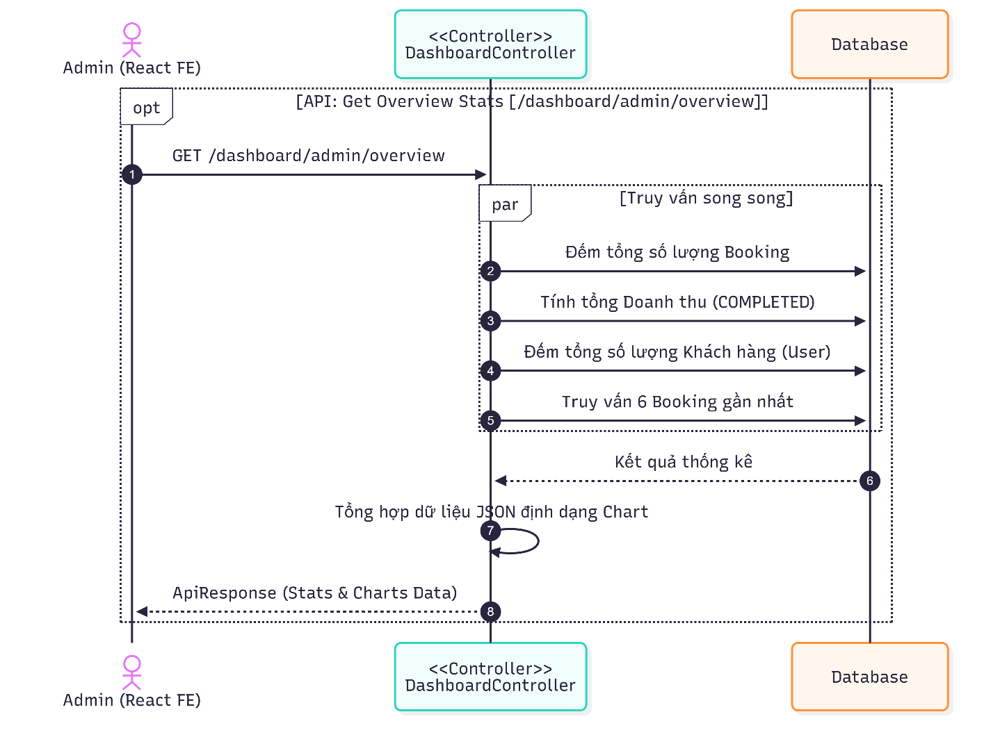 Admin (React FE)
<<Controller>>
DashboardController
Database
opt
[API: Get Overview Stats [/dashboard/admin/overview]]
GET /dashboard/admin/overview
1
par
[Truy vấn song song]
Đếm tổng số lượng Booking
2
Tính tổng Doanh thu (COMPLETED)
3
Đếm tổng số lượng Khách hàng (User)
4
Truy vấn 6 Booking gần nhất
5
Kết quả thống kê
6
Tổng hợp dữ liệu JSON định dạng Chart
7
ApiResponse (Stats & Charts Data)
8
Admin (React FE)
<<Controller>>
DashboardController
Database